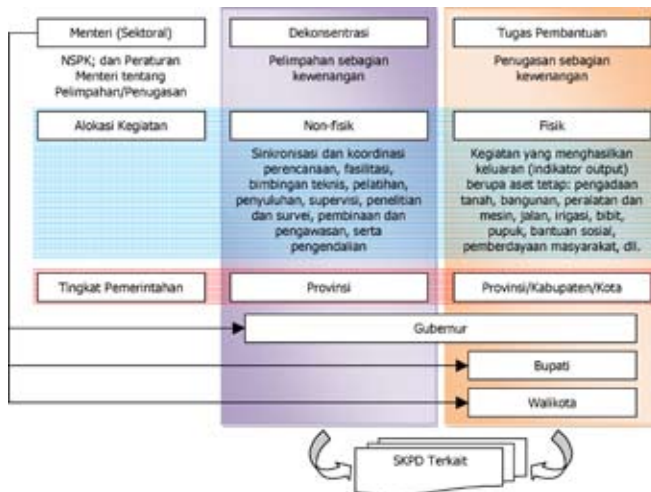 Menteri (Sektoral)
Dekonsentrasi
Tugas Pembantuan
NSPK; dan Peraturan
Menteri tentang
Pelimpahan/Penugasan
Pelimpahan sebagian
kewenangan
Penugasan sebagian
kewenangan
Alokasi Kegiatan
Non-fisik
Fisik
Sinkronisasi dan koordinasi
perencanaan, fasilitasi,
bimbingan teknis, pelatihan,
penyuluhan, supervisi, penelitian
dan survei, pembinaan dan
pengawasan, serta
pengendalian
Kegiatan yang menghasilkan
keluaran (indikator output)
berupa aset tetap: pengadaan
tanah, bangunan, peralatan dan
mesin, jalan, irigasi, bibit,
pupuk, bantuan sosial,
pemberdayaan masyarakat, dll.
Tingkat Pemerintahan
Provinsi
Provinsi/Kabupaten/Kota
Gubernur
Bupati
Walikota
SKPD Terkait